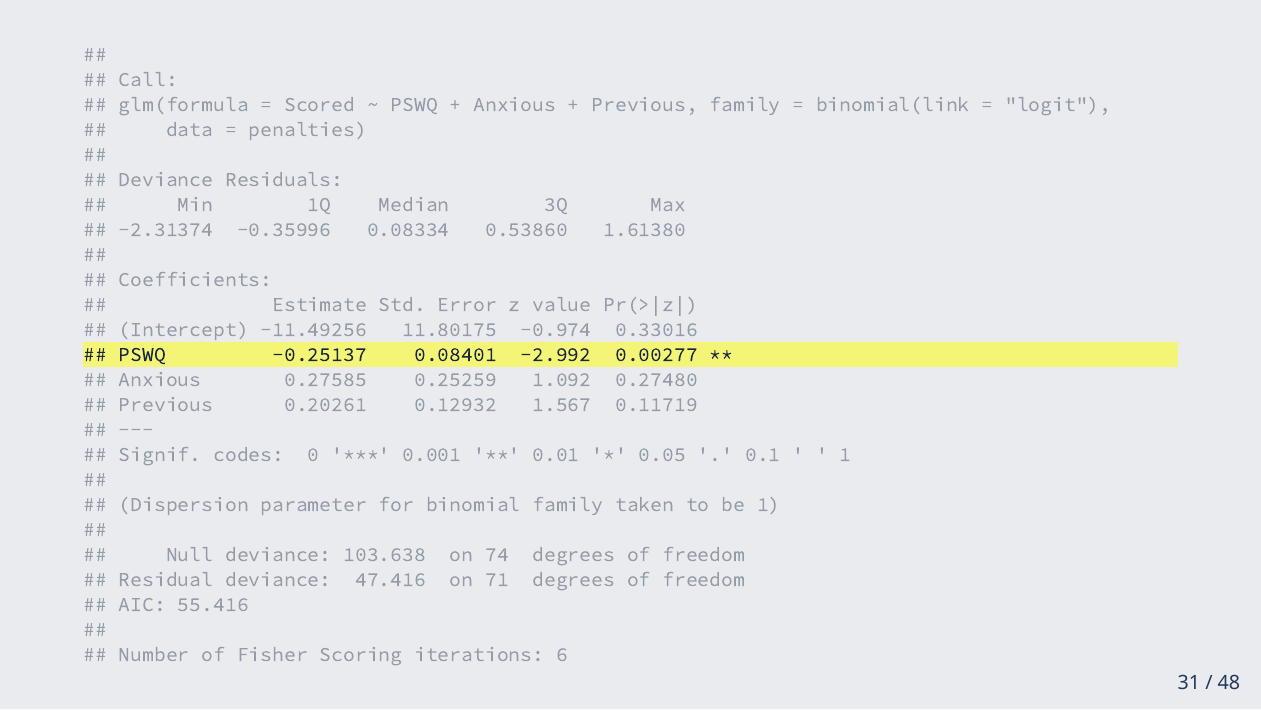 ##
## Call:
## glm(formula = Scored ~ PSWQ + Anxious + Previous, family = binomial(link = "logit"),
##     data = penalties)
##
## Deviance Residuals:
##      Min        1Q    Median        3Q       Max
## -2.31374  -0.35996   0.08334   0.53860   1.61380
##
## Coefficients:
##              Estimate Std. Error z value Pr(>|z|)
## (Intercept) -11.49256   11.80175  -0.974  0.33016
## PSWQ         -0.25137    0.08401  -2.992  0.00277 **
## Anxious       0.27585    0.25259   1.092  0.27480
## Previous      0.20261    0.12932   1.567  0.11719
## ---
## Signif. codes:  0 '***' 0.001 '**' 0.01 '*' 0.05 '.' 0.1 ' ' 1
##
## (Dispersion parameter for binomial family taken to be 1)
##
##     Null deviance: 103.638  on 74  degrees of freedom
## Residual deviance:  47.416  on 71  degrees of freedom
## AIC: 55.416
##
## Number of Fisher Scoring iterations: 6
31 / 48